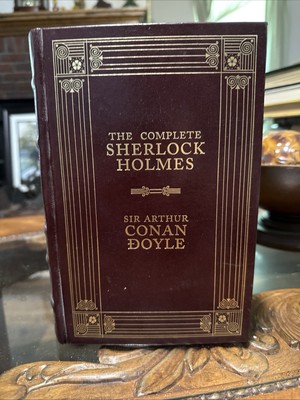 THE COMPLETE
SHERLOCK
HOLMES
SIR ARTHUR
CONAN
DOYLE